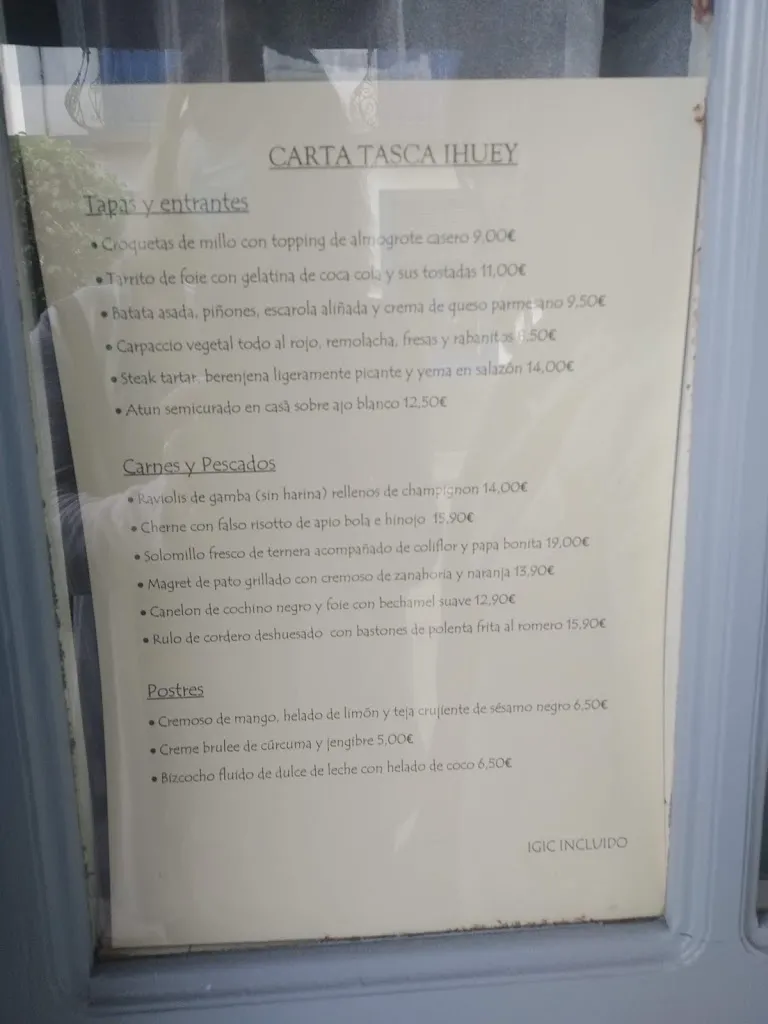 CARTA TASCA JHUEY
Tapas y entrantes
• Croquetas de millo con topping de almogrote casero 9,00€
• Tarrito de foie con gelatina de coca cola y sus tostadas 11,00€
• Batata asada, piñones, escarola aliñada y crema de queso parmesano 9,50€
• Carpaccio vegetal todo al rojo, remolacha, fresas y rabanitos
• Steak tartar, berenjena ligeramente picante y yema en salazón 14,00€
• Atun semicurado en casa sobre ajo blanco 12,50€
Carnes y Pescados
• Raviolis de gamba (sin harina) rellenos de champignon 14,00€
• Cherne con falso risotto de apio bola e hinojo 15,90€
• Solomillo fresco de ternera acompañado de coliflor y papa bonita 19,00€
• Magret de pato grillado con cremoso de zanahoria y naranja 13,90€
• Canelon de cochino negro y foie con bechamel suave 12,90€
• Rulo de cordero deshuesado con bastones de polenta frita al romero 15,90€
Postres
• Cremoso de mango, helado de limón y teja crujiente de sésamo negro 6,50€
• Creme brulee de cúrcuma y jengibre 5,00€
• Bizcocho fluido de dulce de leche con helado de coco 6,50€
IGIC INCLUIDO